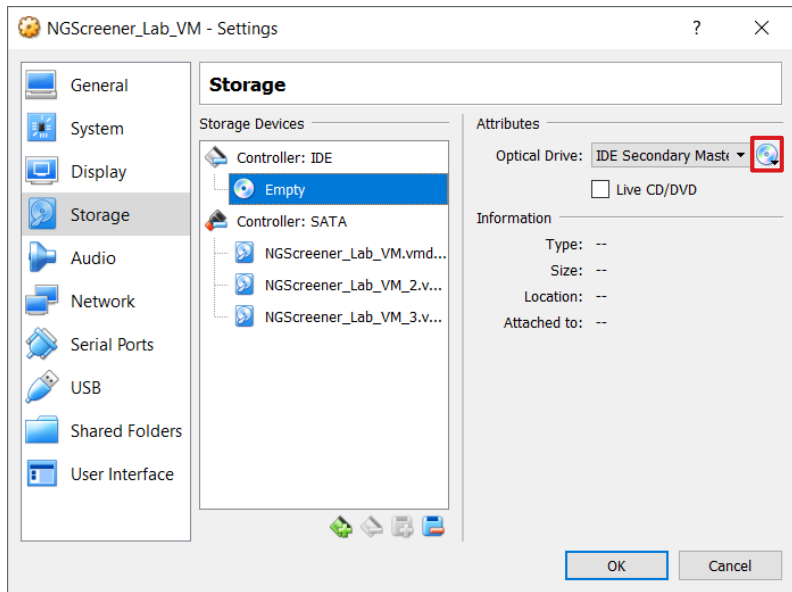 NGScreener_Lab_VM - Settings
?
General
System
Display
Storage
Audio
Network
Serial Ports
USB
Shared Folders
User Interface
Storage
Storage Devices
Controller: IDE
Empty
Controller: SATA
NGScreener_Lab_VM.vmd...
NGScreener_Lab_VM_2.v...
NGScreener_Lab_VM_3.v...
Attributes
Optical Drive: IDE Secondary Maste
Live CD/DVD
Information
Type: --
Size: --
Location: --
Attached to: --
OK
Cancel